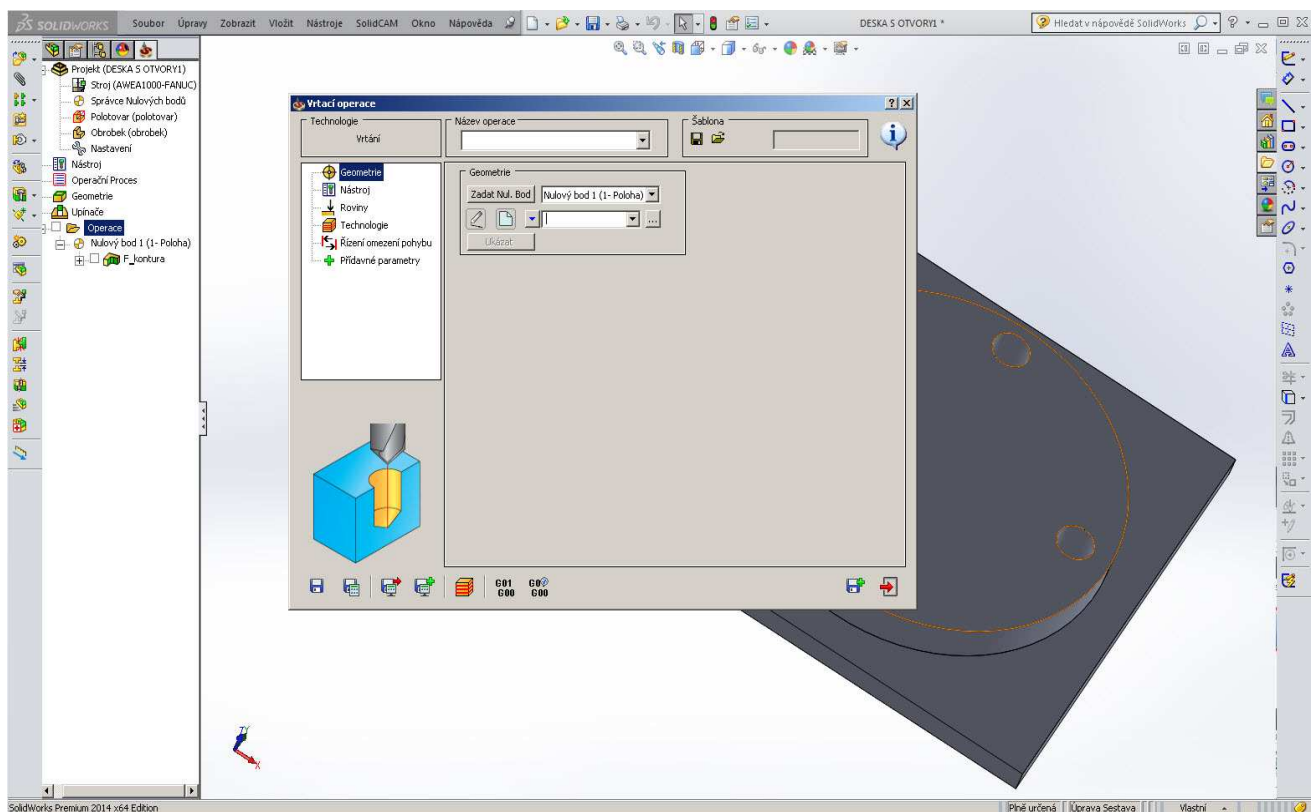 SOLIDWORKS Soubor Úpravy Zobrazit Vložit Nástroje SolidCAM Okno Nápověda DESKA S OTVORY1 * Hledat v nápovědě SolidWorks
Projekt (DESKA S OTVORY1)
Stroj (AWEA1000-FANUC)
Správce Nulových bodů
Polotovar (polotovar)
Obrobek (obrobek)
Nastavení
Nástroj
Operační Proces
Geometrie
Upínače
Operace
Nulový bod 1 (1- Poloha)
F_kontura
Vrtací operace
Technologie
Vrtání
Název operace
Šablona
Geometrie
Nástroj
Roviny
Technologie
Řízení omezení pohybu
Přídavné parametry
Geometrie
Zadat Nul. Bod Nulový bod 1 (1- Poloha)
...
Ukázat
G01
G00
G0
G00
Z Y
X
SolidWorks Premium 2014 x64 Edition Plně určená Úprava Sestava Vlastní